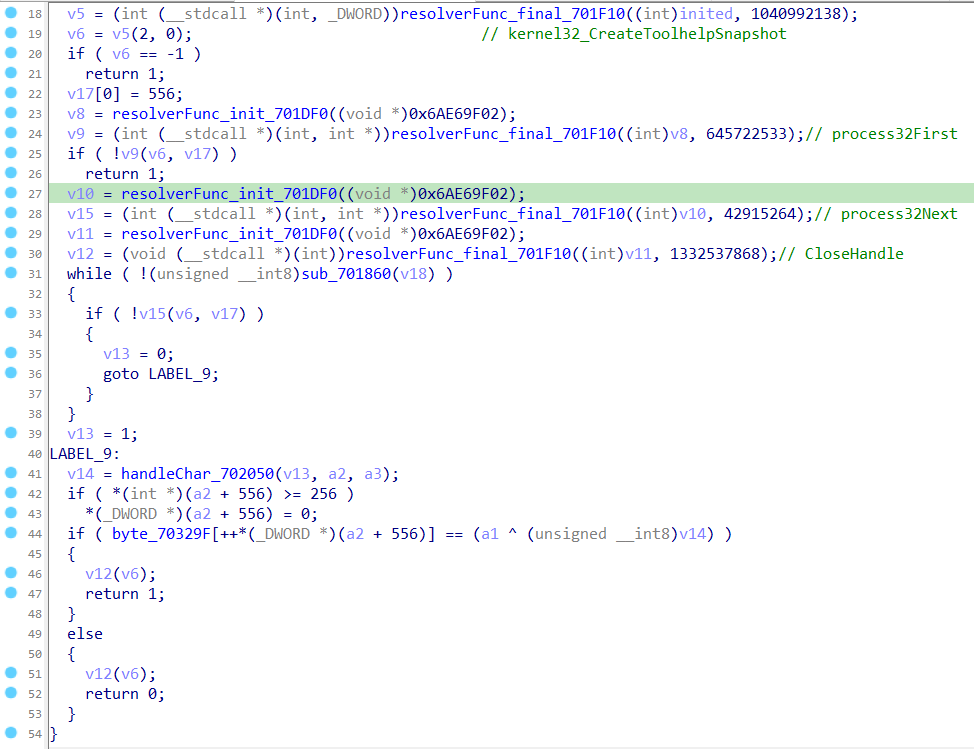 18 v5 = (int (__stdcall *)(int, _DWORD))resolverFunc_final_701F10((int)inited, 1040992138);
19 v6 = v5(2, 0); // kernel32_CreateToolhelpSnapshot
20 if ( v6 == -1 )
21 return 1;
22 v17[0] = 556;
23 v8 = resolverFunc_init_701DF0((void *)0x6AE69F02);
24 v9 = (int (__stdcall *)(int, int *))resolverFunc_final_701F10((int)v8, 645722533);// process32First
25 if ( !v9(v6, v17) )
26 return 1;
27 v10 = resolverFunc_init_701DF0((void *)0x6AE69F02);
28 v15 = (int (__stdcall *)(int, int *))resolverFunc_final_701F10((int)v10, 42915264);// process32Next
29 v11 = resolverFunc_init_701DF0((void *)0x6AE69F02);
30 v12 = (void (__stdcall *)(int))resolverFunc_final_701F10((int)v11, 1332537868);// CloseHandle
31 while ( !(unsigned __int8)sub_701860(v18) )
32 {
33 if ( !v15(v6, v17) )
34 {
35 v13 = 0;
36 goto LABEL_9;
37 }
38 }
39 v13 = 1;
40 LABEL_9:
41 v14 = handleChar_702050(v13, a2, a3);
42 if ( *(int *)(a2 + 556) >= 256 )
43 *(_DWORD *)(a2 + 556) = 0;
44 if ( byte_70329F[++*(_DWORD *)(a2 + 556)] == (a1 ^ (unsigned __int8)v14) )
45 {
46 v12(v6);
47 return 1;
48 }
49 else
50 {
51 v12(v6);
52 return 0;
53 }
54 }